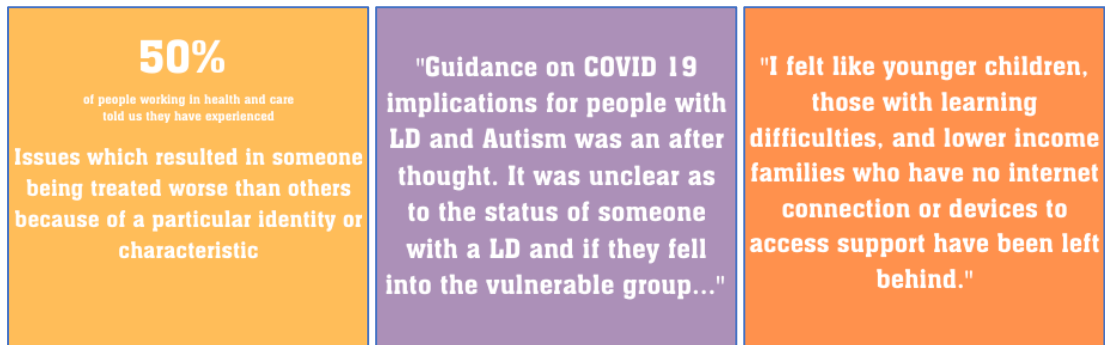 50%
of people working in health and care
told us they have experienced
Issues which resulted in someone
being treated worse than others
because of a particular identity or
characteristic
"Guidance on COVID 19
implications for people with
LD and Autism was an after
thought. It was unclear as
to the status of someone
with a LD and if they fell
into the vulnerable group..."
"I felt like younger children,
those with learning
difficulties, and lower income
families who have no internet
connection or devices to
access support have been left
behind."